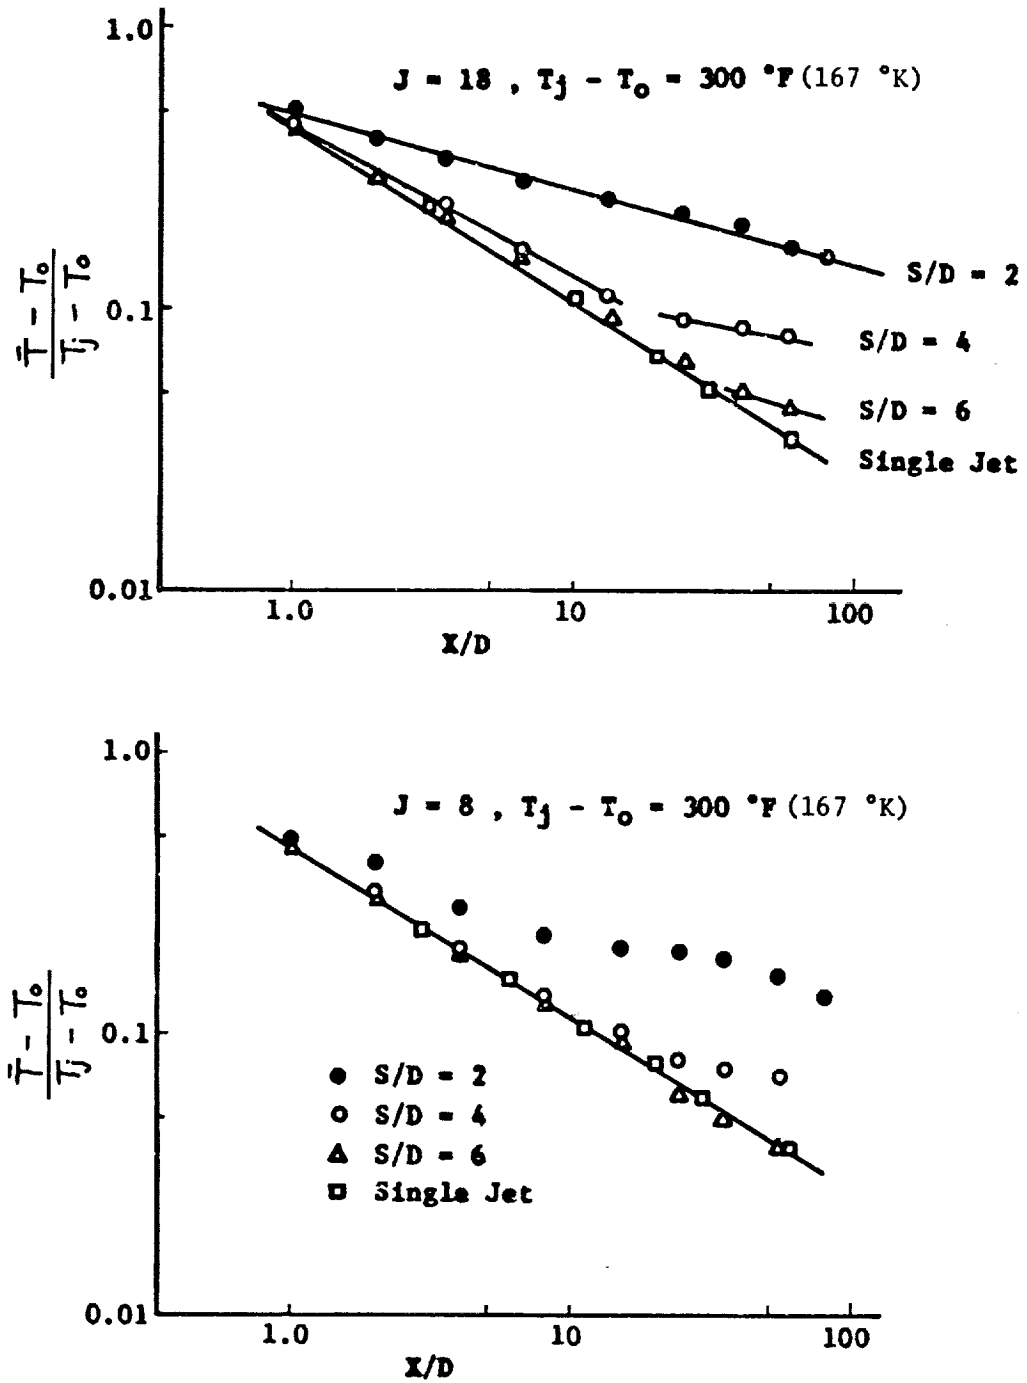 1.0
J = 18 , Tj - To = 300 °F (167 °K)
T̄ - To
Tj - To
S/D = 2
0.1
S/D = 4
S/D = 6
Single Jet
0.01
1.0 10 100
X/D
1.0
J = 8 , Tj - To = 300 °F (167 °K)
T̄ - To
Tj - To
0.1
S/D = 2
S/D = 4
S/D = 6
Single Jet
0.01
1.0 10 100
X/D